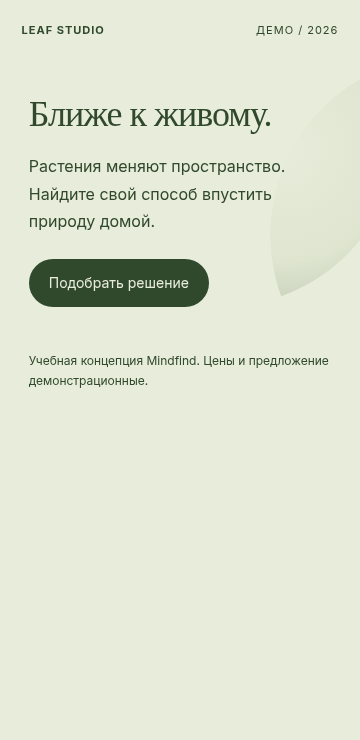 LEAF STUDIO
ДЕМО / 2026
Ближе к живому.
Растения меняют пространство.
Найдите свой способ впустить
природу домой.
Подобрать решение
Учебная концепция Mindfind. Цены и предложение
демонстрационные.